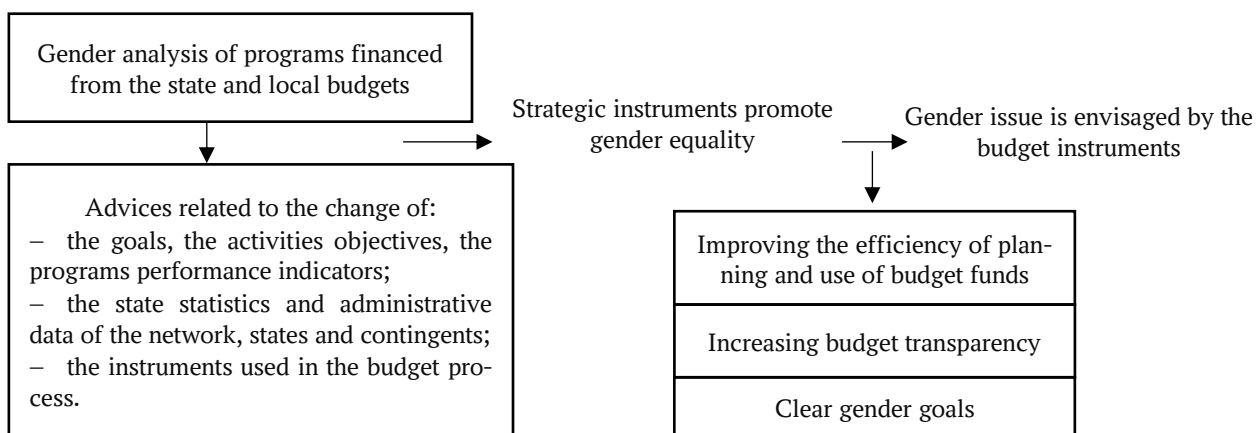 Gender analysis of programs financed
from the state and local budgets
Advices related to the change of:
– the goals, the activities objectives, the
programs performance indicators;
– the state statistics and administrative
data of the network, states and contingents;
– the instruments used in the budget pro-
cess.
Strategic instruments promote
gender equality
Gender issue is envisaged by the
budget instruments
Improving the efficiency of plan-
ning and use of budget funds
Increasing budget transparency
Clear gender goals